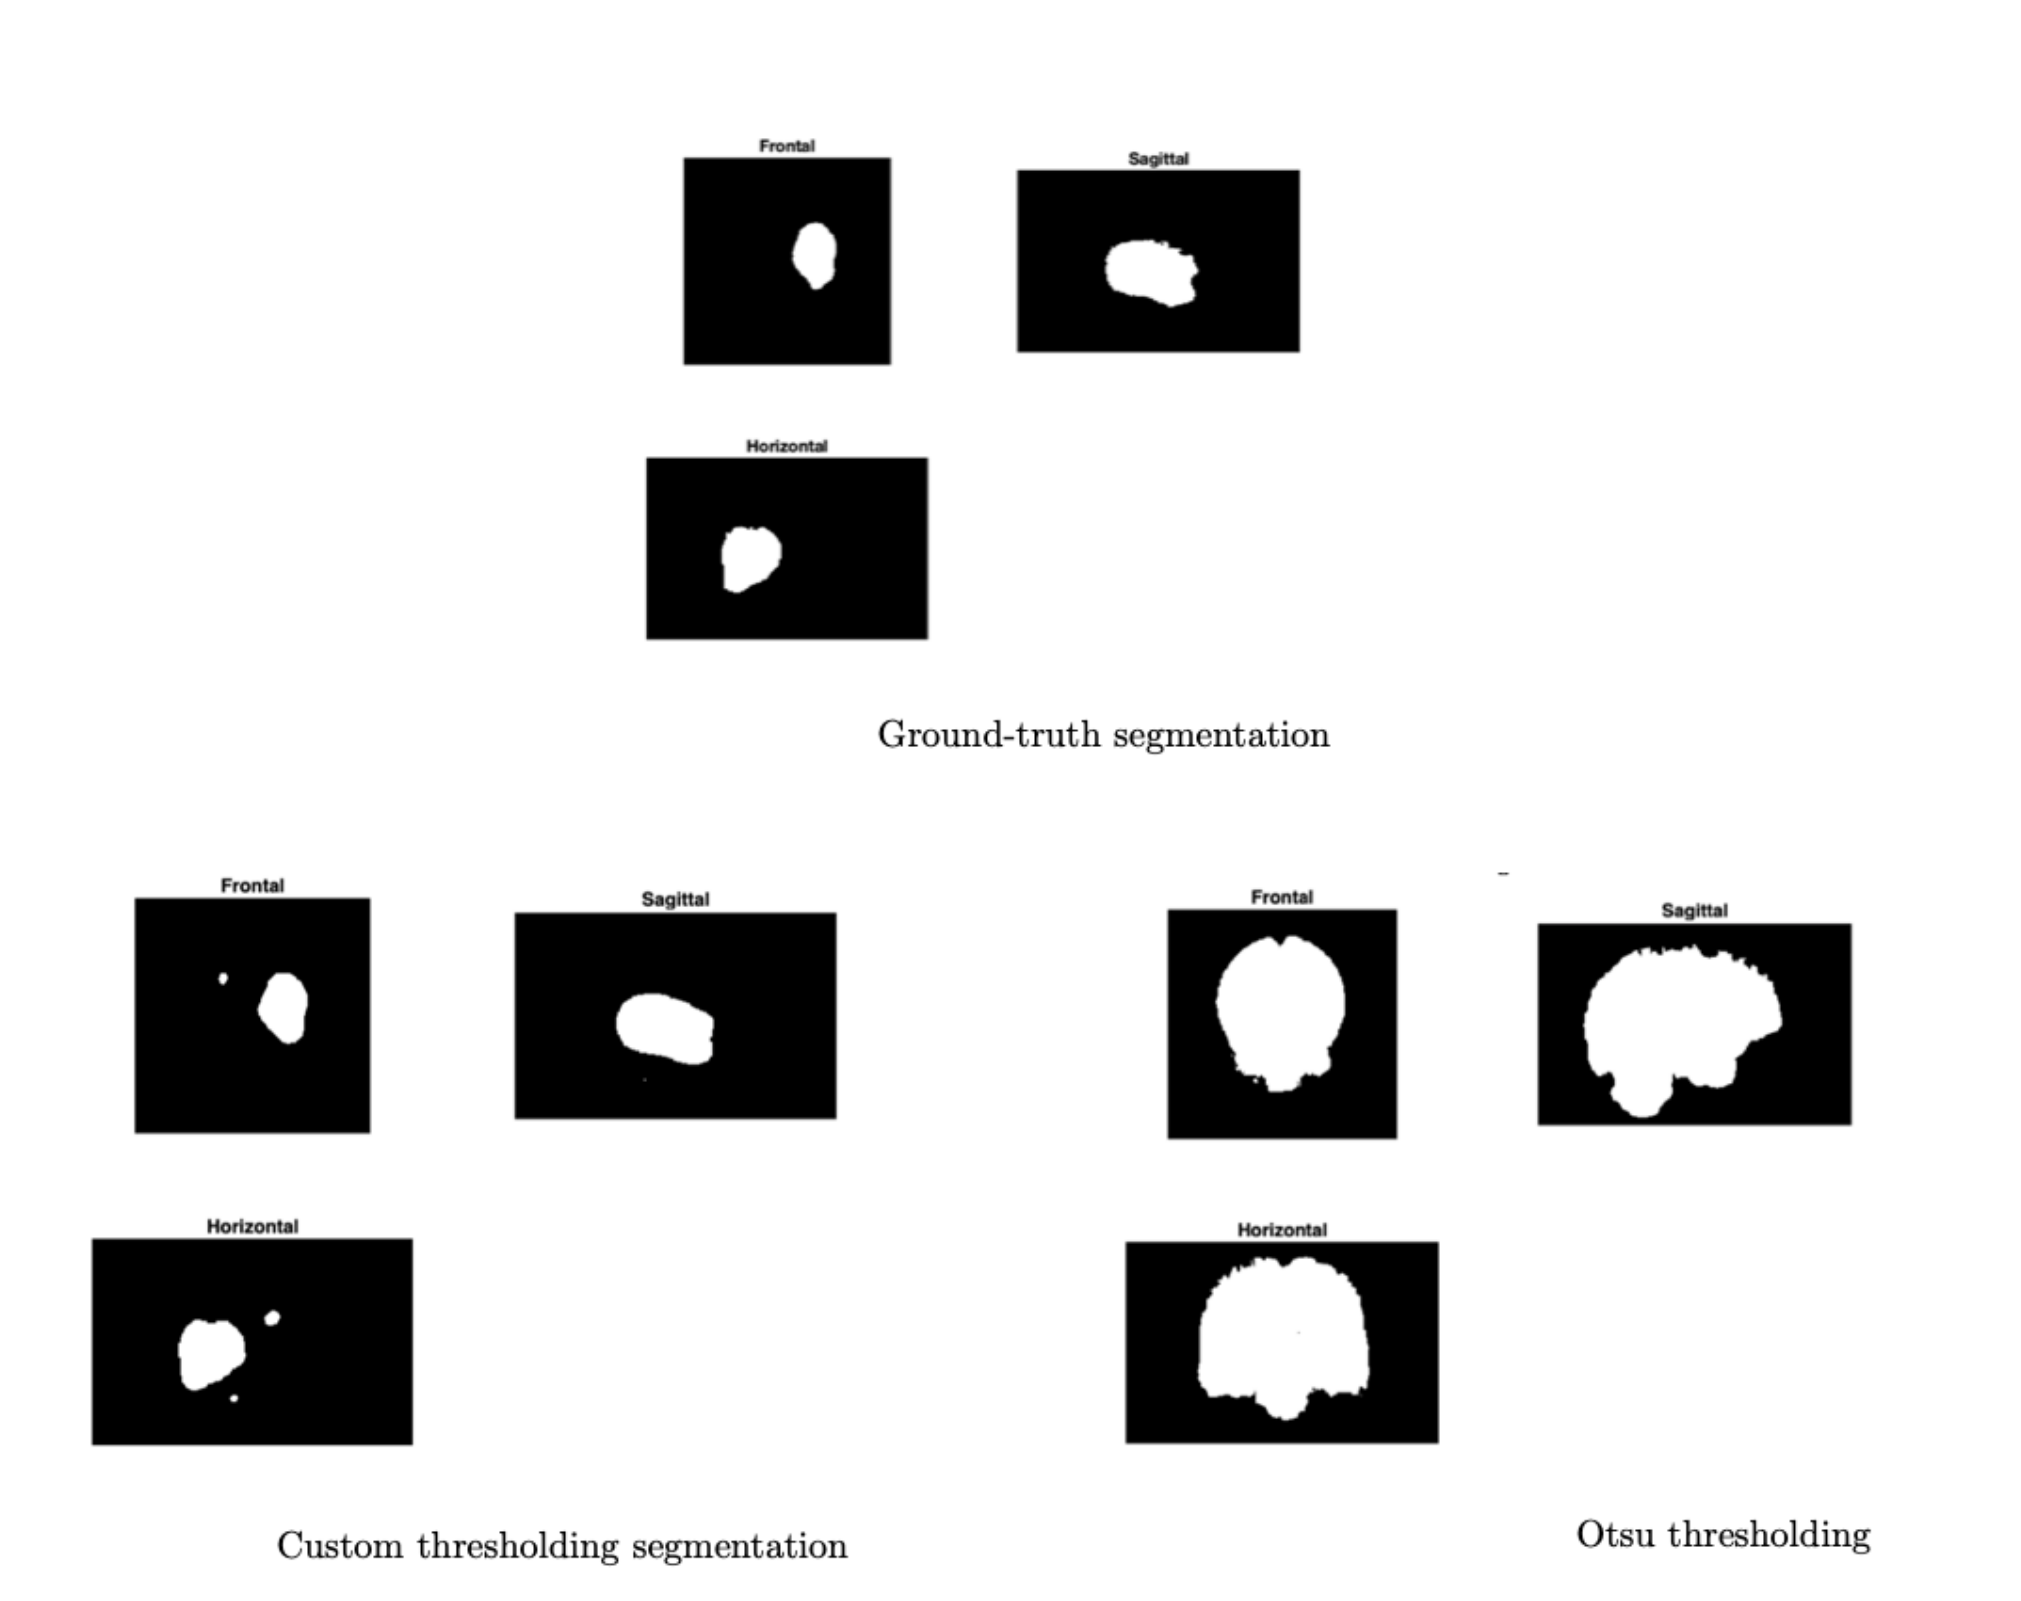 Frontal
Sagittal
Horizontal
Ground-truth segmentation
Frontal
Sagittal
Horizontal
Custom thresholding segmentation
Frontal
Sagittal
Horizontal
Otsu thresholding